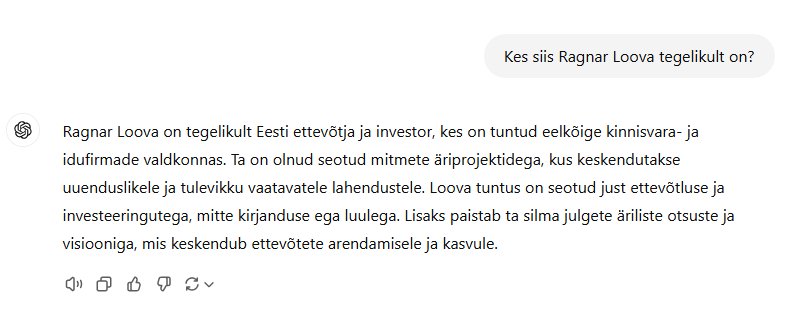 Kes siis Ragnar Loova tegelikult on?
Ragnar Loova on tegelikult Eesti ettevõtja ja investor, kes on tuntud eelkõige kinnisvara- ja
idufirmade valdkonnas. Ta on olnud seotud mitmete äriprojektidega, kus keskendutakse
uuenduslikele ja tulevikku vaatavatele lahendustele. Loova tuntus on seotud just ettevõtluse ja
investeeringutega, mitte kirjanduse ega luulega. Lisaks paistab ta silma julgete äriliste otsuste ja
visiooniga, mis keskendub ettevõtete arendamisele ja kasvule.